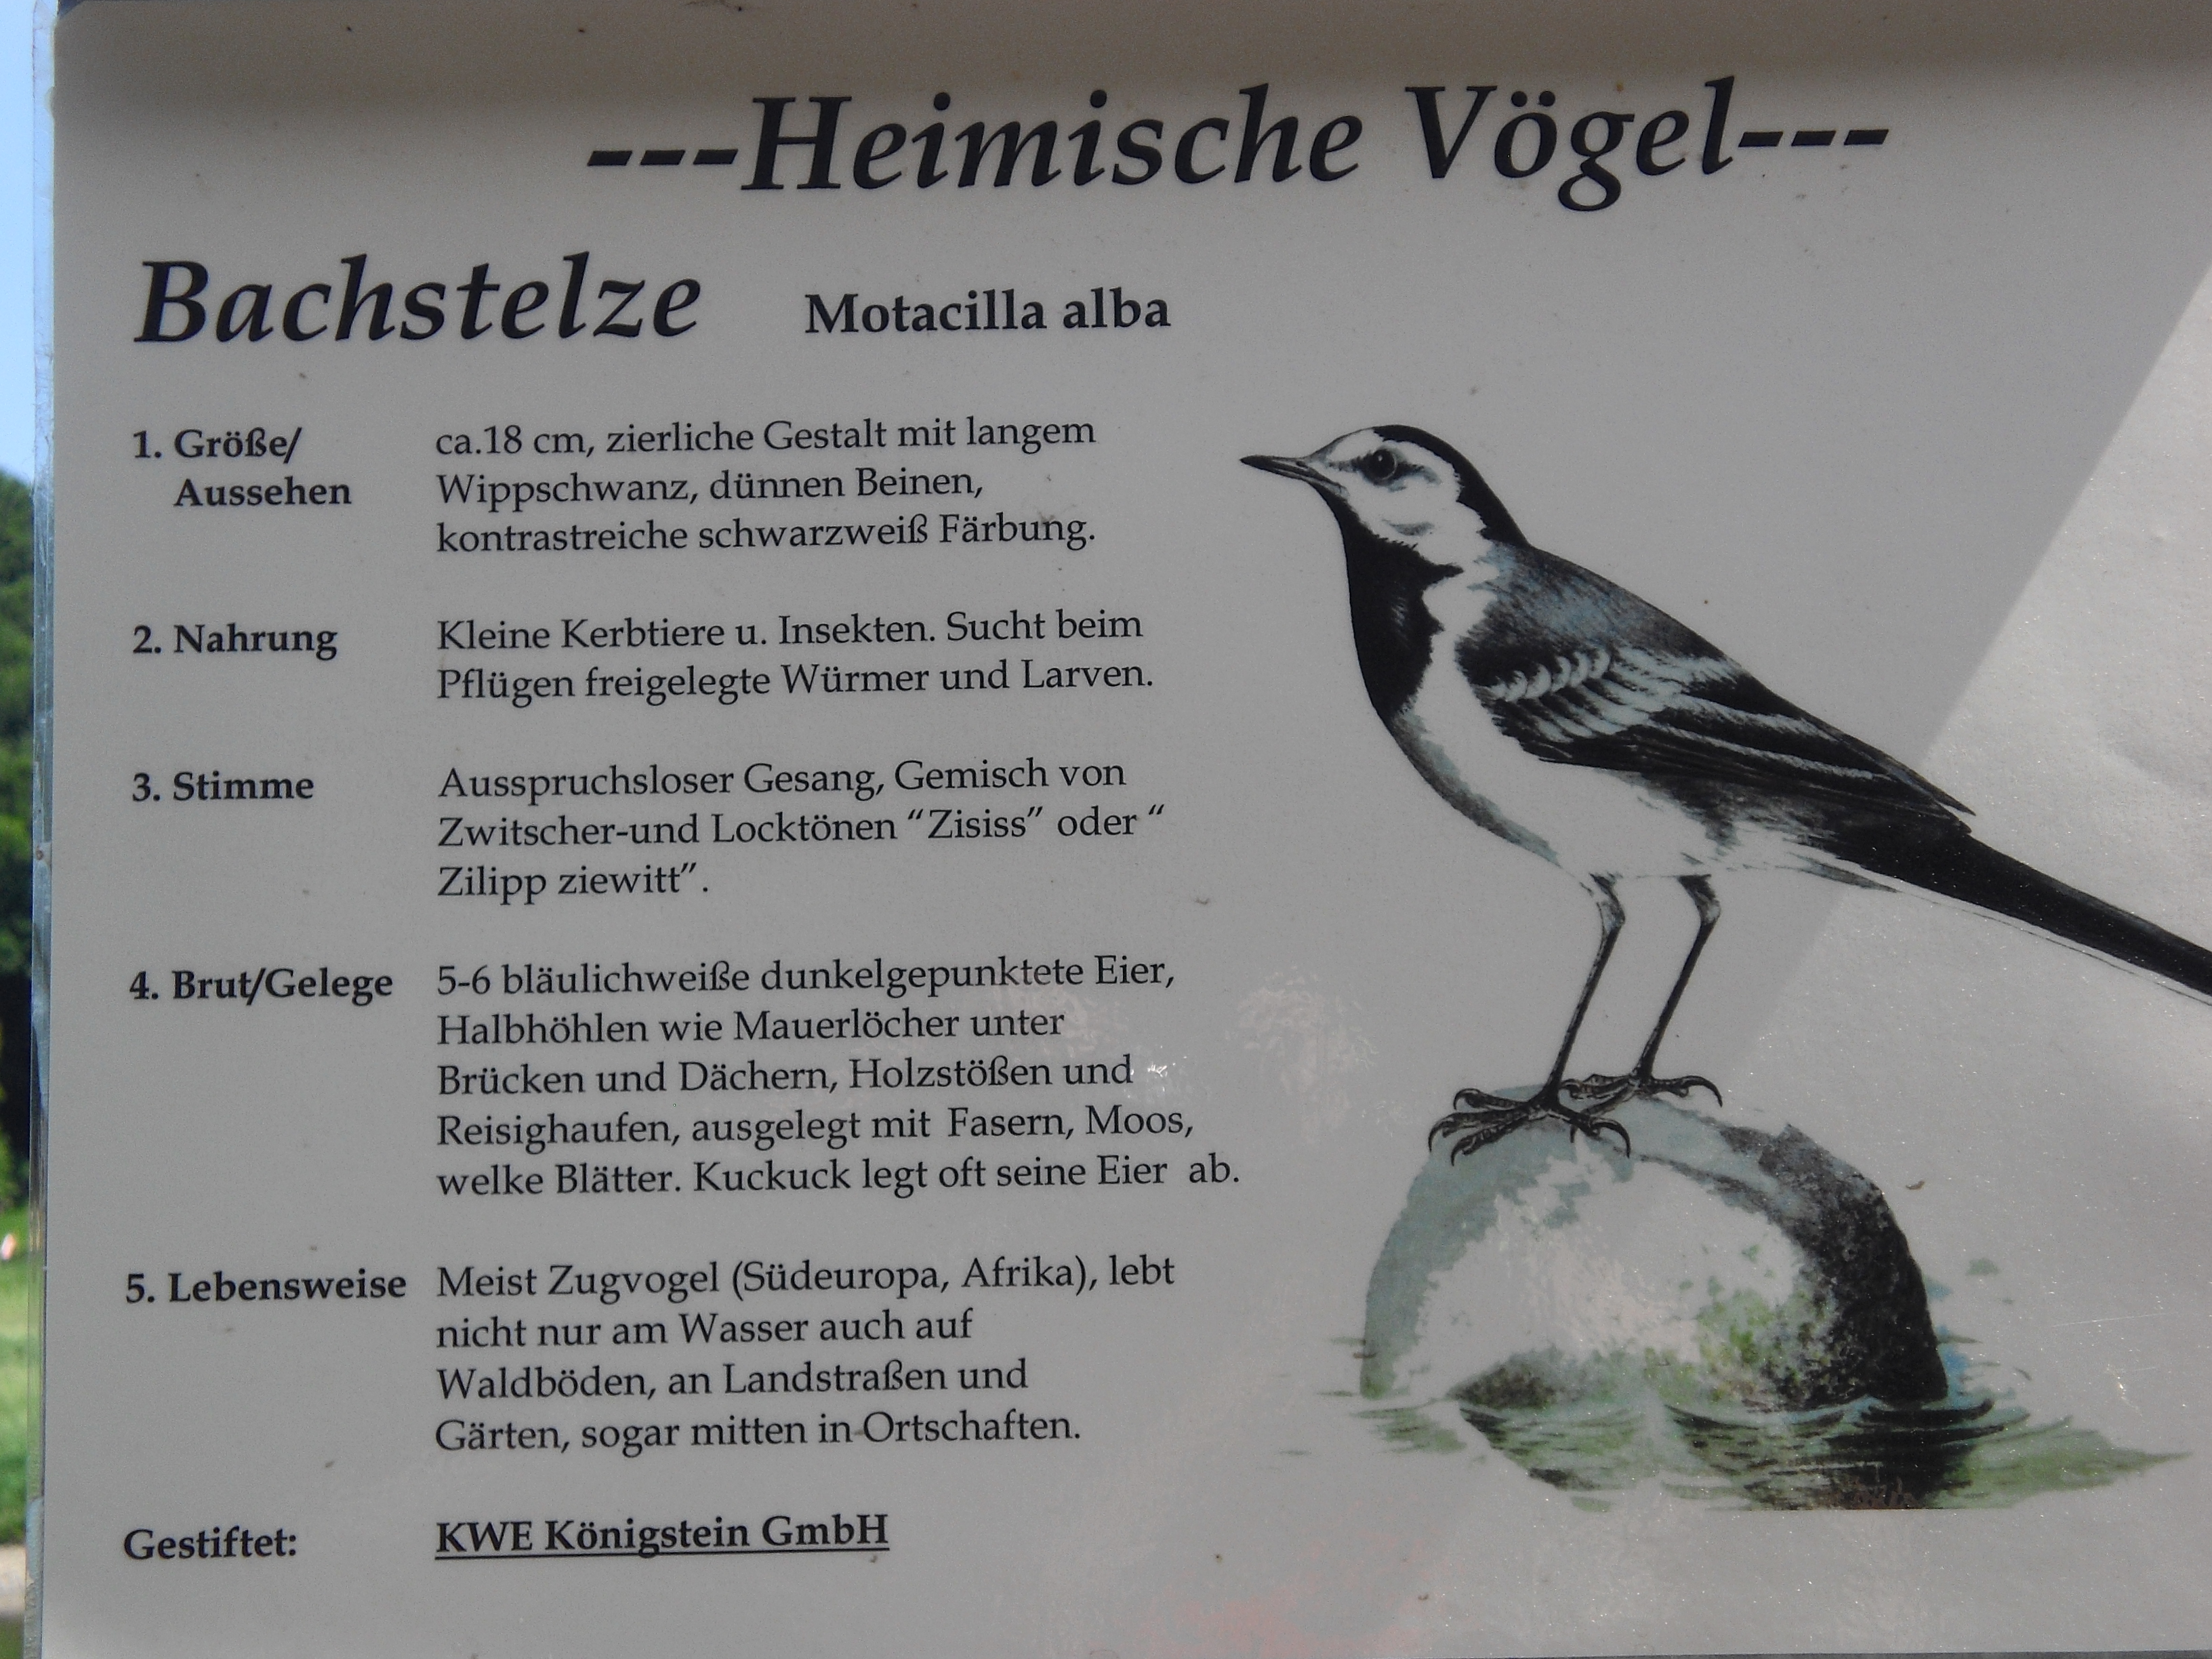 ---Heimische Vögel---
Bachstelze Motacilla alba
1. Größe/ ca.18 cm, zierliche Gestalt mit langem
Aussehen Wippschwanz, dünnen Beinen,
kontrastreiche schwarzweiß Färbung.
2. Nahrung Kleine Kerbtiere u. Insekten. Sucht beim
Pflügen freigelegte Würmer und Larven.
3. Stimme Ausspruchsloser Gesang, Gemisch von
Zwitscher-und Locktönen “Zisiss” oder “
Zilipp ziewitt”.
4. Brut/Gelege 5-6 bläulichweiße dunkelgepunktete Eier,
Halbhöhlen wie Mauerlöcher unter
Brücken und Dächern, Holzstößen und
Reisighaufen, ausgelegt mit Fasern, Moos,
welke Blätter. Kuckuck legt oft seine Eier ab.
5. Lebensweise Meist Zugvogel (Südeuropa, Afrika), lebt
nicht nur am Wasser auch auf
Waldböden, an Landstraßen und
Gärten, sogar mitten in Ortschaften.
Gestiftet: KWE Königstein GmbH